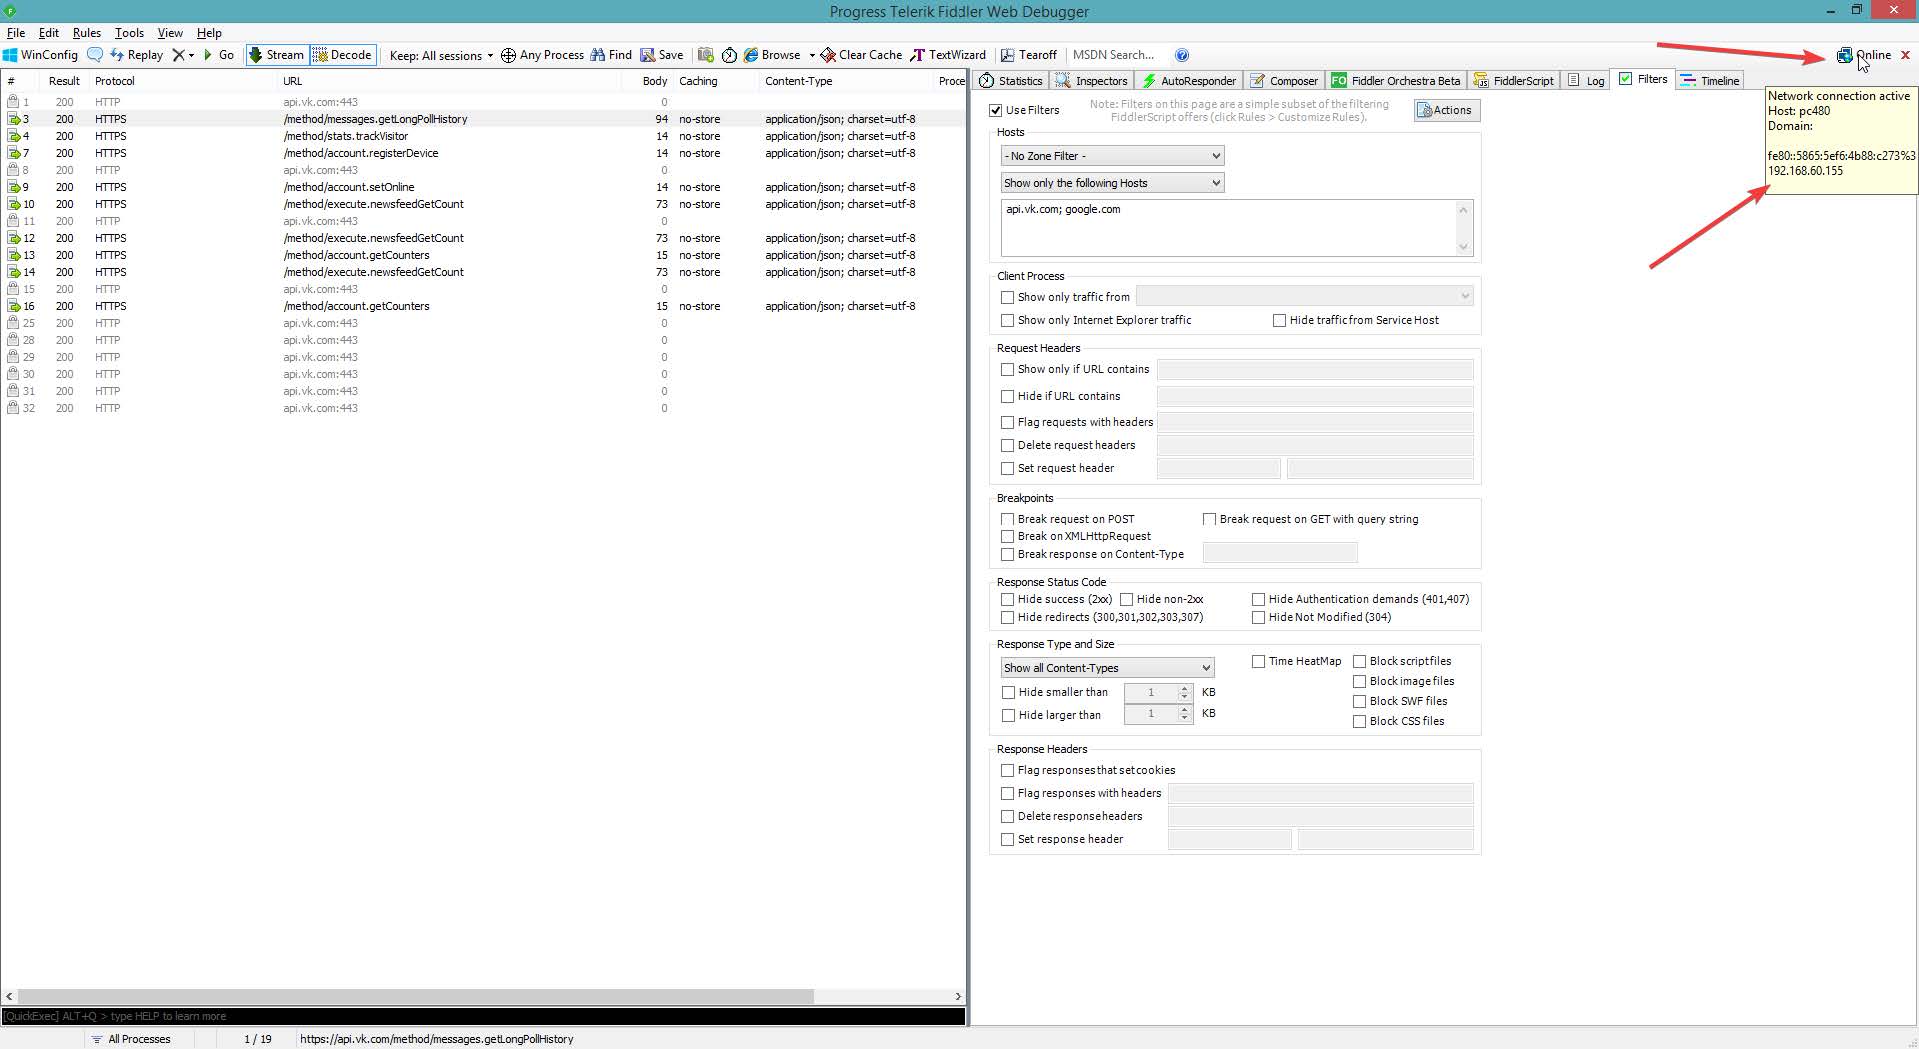 Progress Telerik Fiddler Web Debugger
File Edit Rules Tools View Help
WinConfig Replay Go Stream Decode Keep: All sessions Any Process Find Save Browse Clear Cache TextWizard Tearoff MSDN Search... Online
# Result Protocol URL Body Caching Content-Type Proce
1 200 HTTP api.vk.com:443 0
3 200 HTTPS /method/messages.getLongPollHistory 94 no-store application/json; charset=utf-8
4 200 HTTPS /method/stats.trackVisitor 14 no-store application/json; charset=utf-8
7 200 HTTPS /method/account.registerDevice 14 no-store application/json; charset=utf-8
8 200 HTTP api.vk.com:443 0
9 200 HTTPS /method/account.setOnline 14 no-store application/json; charset=utf-8
10 200 HTTPS /method/execute.newsfeedGetCount 73 no-store application/json; charset=utf-8
11 200 HTTP api.vk.com:443 0
12 200 HTTPS /method/execute.newsfeedGetCount 73 no-store application/json; charset=utf-8
13 200 HTTPS /method/account.getCounters 15 no-store application/json; charset=utf-8
14 200 HTTPS /method/execute.newsfeedGetCount 73 no-store application/json; charset=utf-8
15 200 HTTP api.vk.com:443 0
16 200 HTTPS /method/account.getCounters 15 no-store application/json; charset=utf-8
25 200 HTTP api.vk.com:443 0
28 200 HTTP api.vk.com:443 0
29 200 HTTP api.vk.com:443 0
30 200 HTTP api.vk.com:443 0
31 200 HTTP api.vk.com:443 0
32 200 HTTP api.vk.com:443 0
[QuickExec] ALT+Q > type HELP to learn more
All Processes 1 / 19 https://api.vk.com/method/messages.getLongPollHistory
Statistics Inspectors AutoResponder Composer FO Fiddler Orchestra Beta FiddlerScript Log Filters Timeline
Network connection active
Host: pc480
Domain:
fe80::5865:5ef6:4b88:c273%3
192.168.60.155
Use Filters
Note: Filters on this page are a simple subset of the filtering
FiddlerScript offers (click Rules > Customize Rules).
Actions
Hosts
- No Zone Filter -
Show only the following Hosts
api.vk.com; google.com
Client Process
Show only traffic from
Show only Internet Explorer traffic Hide traffic from Service Host
Request Headers
Show only if URL contains
Hide if URL contains
Flag requests with headers
Delete request headers
Set request header
Breakpoints
Break request on POST Break request on GET with query string
Break on XMLHttpRequest
Break response on Content-Type
Response Status Code
Hide success (2xx) Hide non-2xx Hide Authentication demands (401,407)
Hide redirects (300,301,302,303,307) Hide Not Modified (304)
Response Type and Size
Show all Content-Types Time HeatMap Block script files
Block image files
Hide smaller than 1 KB
Block SWF files
Hide larger than 1 KB
Block CSS files
Response Headers
Flag responses that set cookies
Flag responses with headers
Delete response headers
Set response header